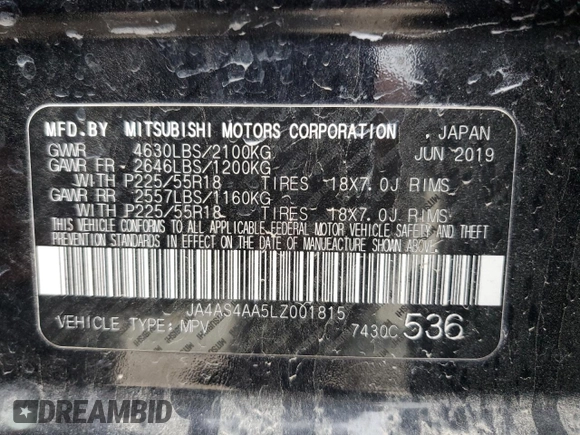 MFD.BY MITSUBISHI MOTORS CORPORATION, JAPAN
GVWR 4630LBS/2100KG JUN 2019
GAWR FR 2646LBS/1200KG
WITH P225/55R18 TIRES 18X7.0J RIMS
GAWR RR 2557LBS/1160KG
WITH P225/55R18 TIRES 18X7.0J RIMS
THIS VEHICLE CONFORMS TO ALL APPLICABLE FEDERAL MOTOR VEHICLE SAFETY AND THEFT
PREVENTION STANDARDS IN EFFECT ON THE DATE OF MANUFACTURE SHOWN ABOVE.
JA4AS4AA5LZ001815
VEHICLE TYPE:MPV 7430C 536
DREAMBID